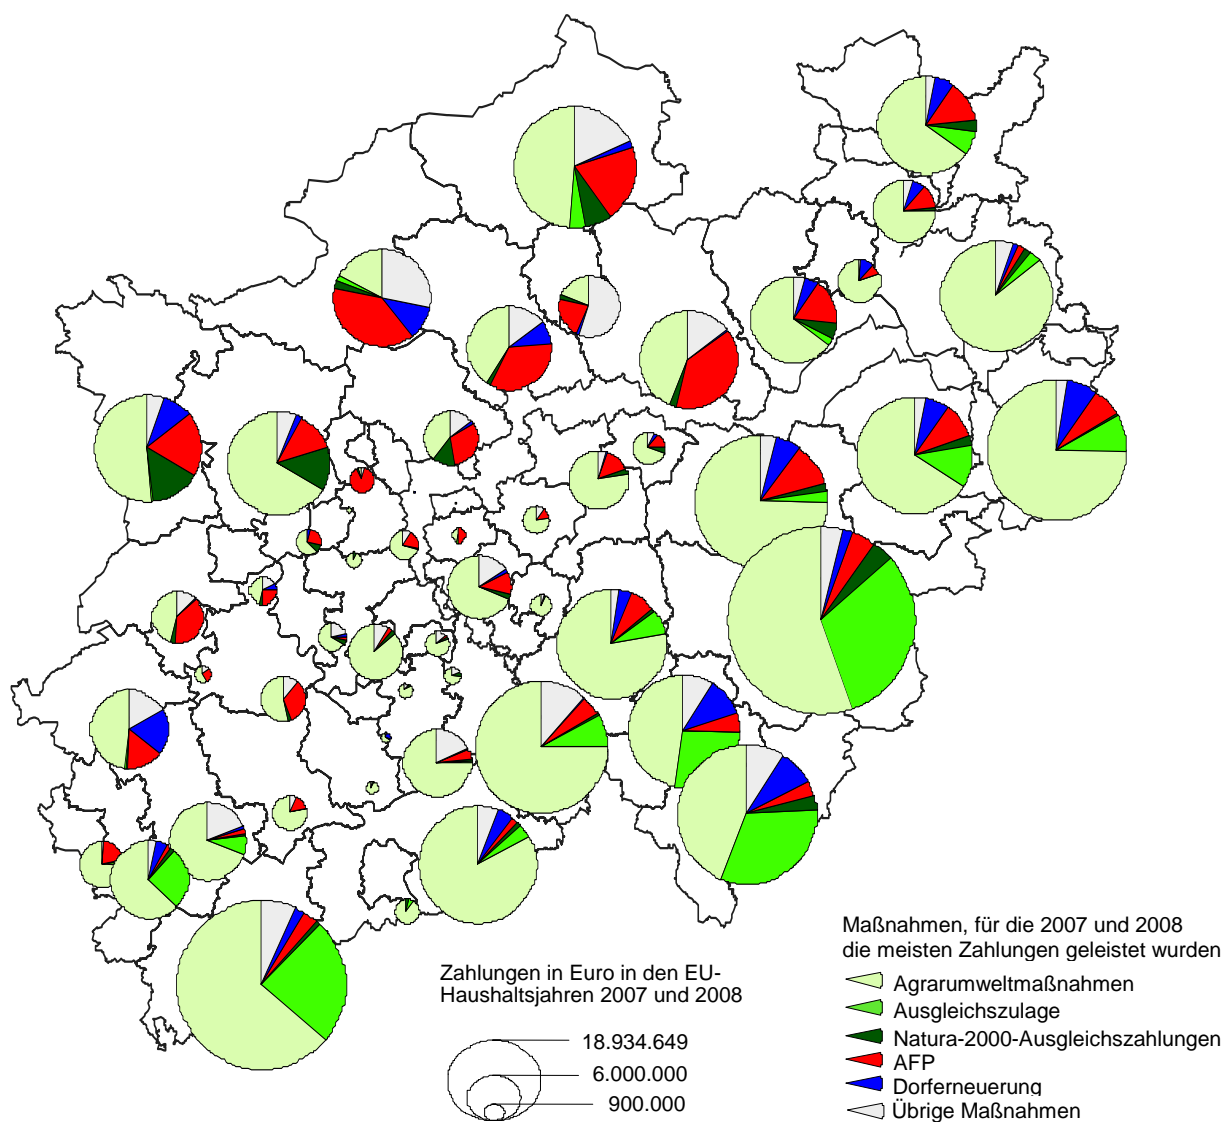 Maßnahmen, für die 2007 und 2008
die meisten Zahlungen geleistet wurden
Agrarumweltmaßnahmen
Ausgleichszulage
Natura-2000-Ausgleichszahlungen
AFP
Dorferneuerung
Übrige Maßnahmen
Zahlungen in Euro in den EU-
Haushaltsjahren 2007 und 2008
18.934.649
6.000.000
900.000